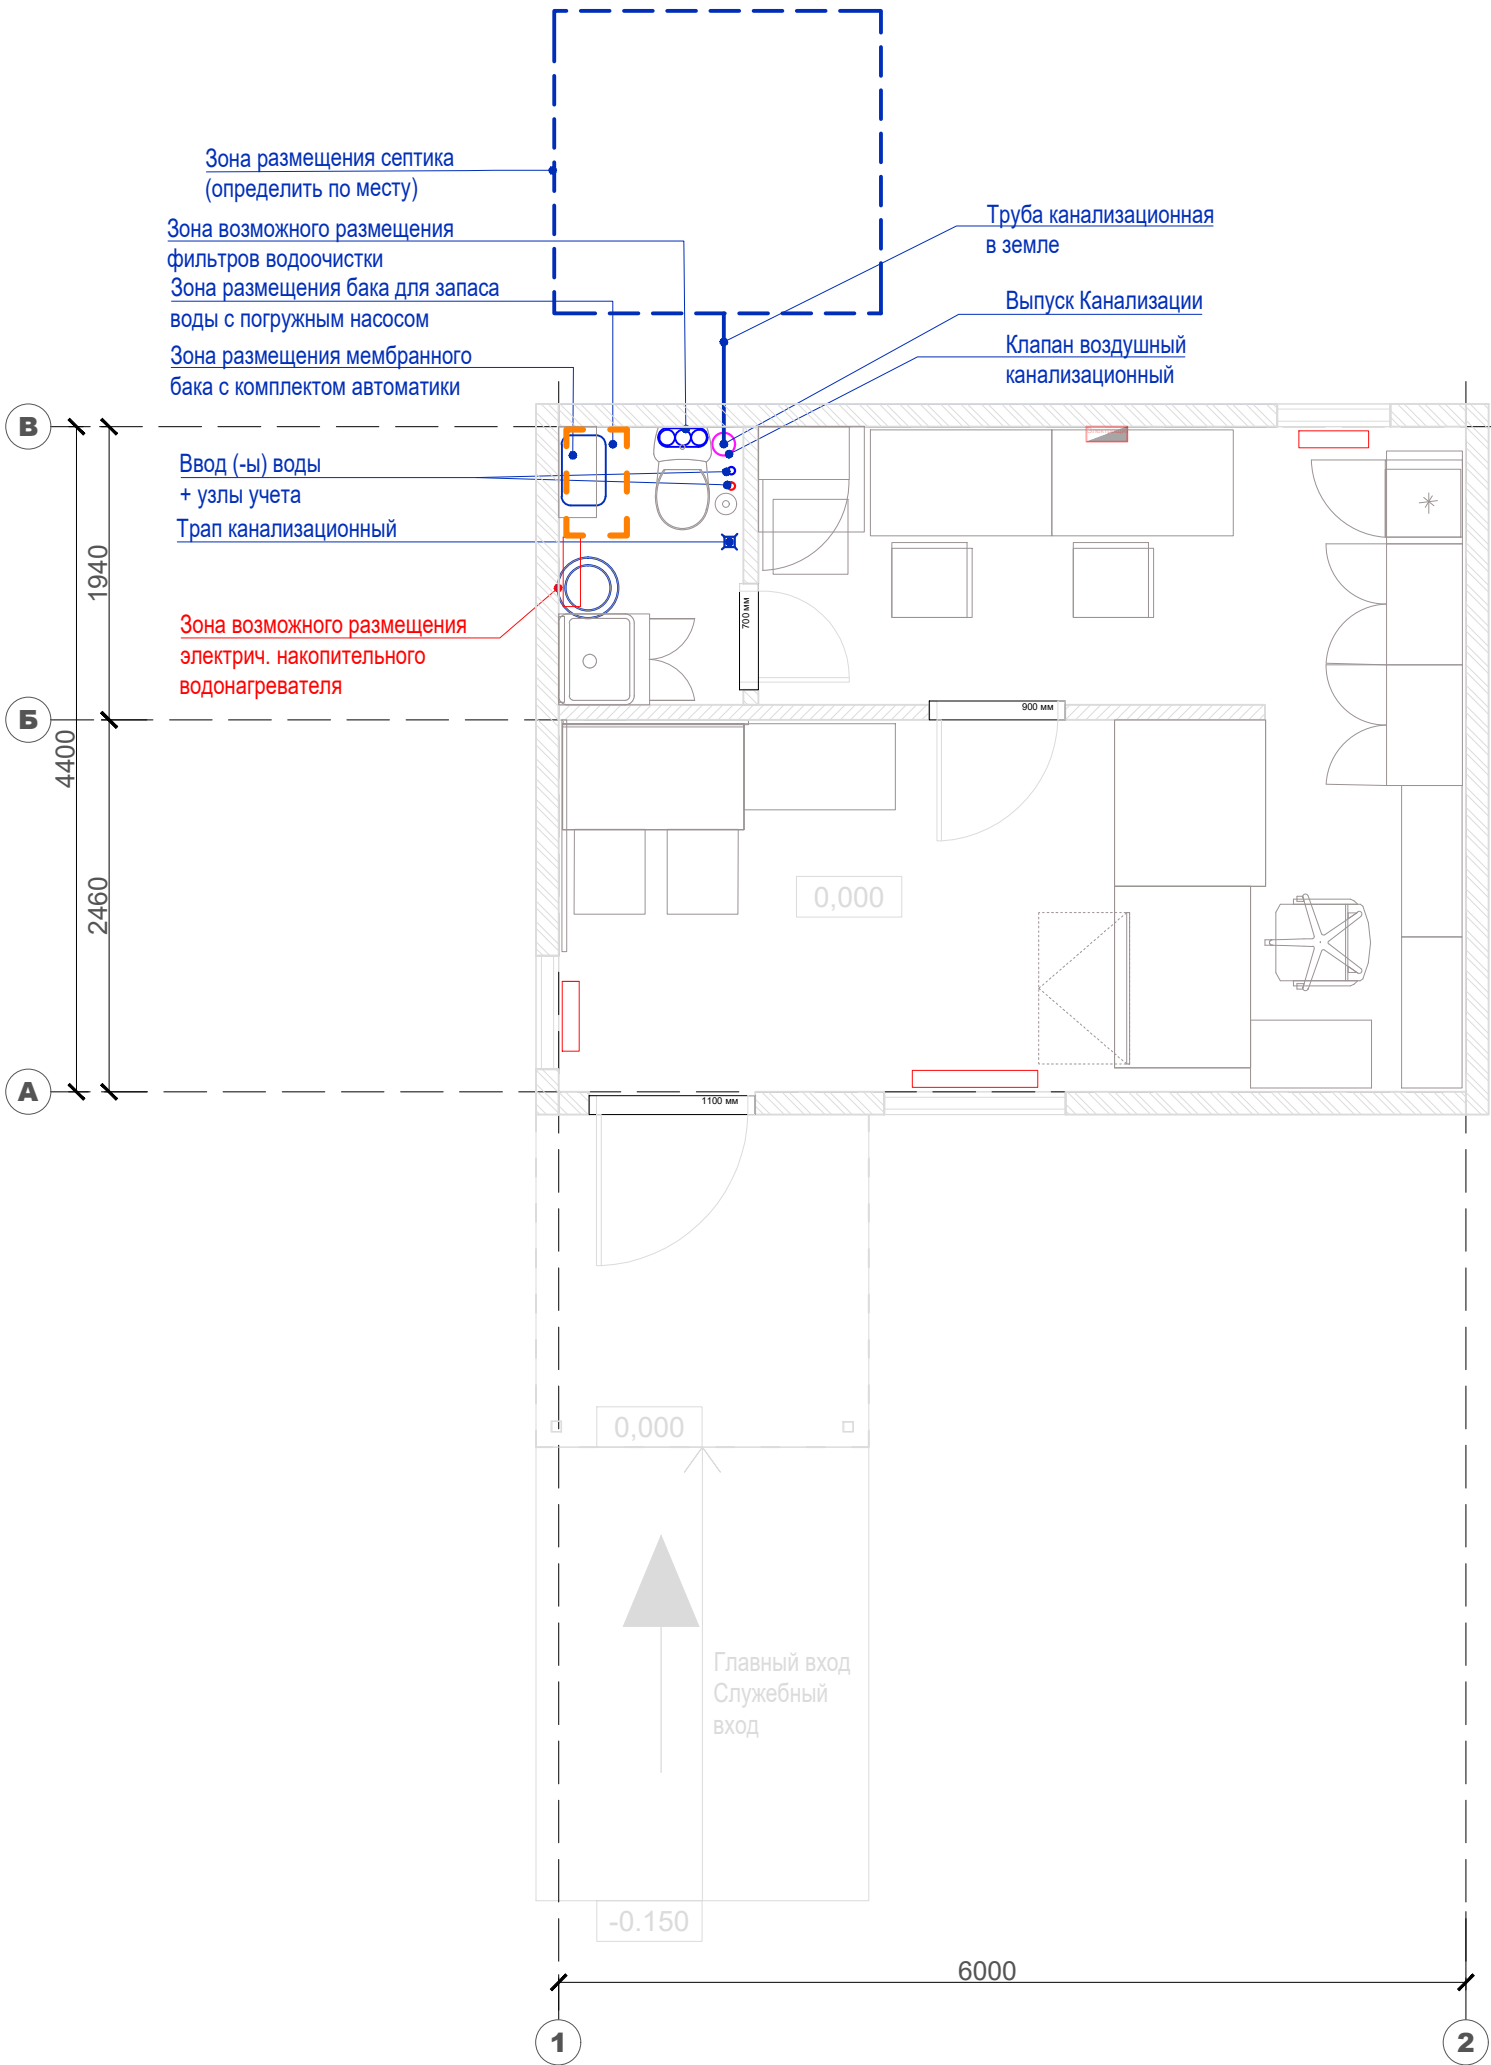 Зона размещения септика
(определить по месту)
Зона возможного размещения
фильтров водоочистки
Зона размещения бака для запаса
воды с погружным насосом
Зона размещения мембранного
бака с комплектом автоматики
Труба канализационная
в земле
Выпуск Канализации
Клапан воздушный
канализационный
В
Ввод (-ы) воды
+ узлы учета
Трап канализационный
1940
700 мм
Зона возможного размещения
электрич. накопительного
водонагревателя
Б
900 мм
4400
2460
0,000
А
1100 мм
0,000
Главный вход
Служебный
вход
-0.150
6000
1
2